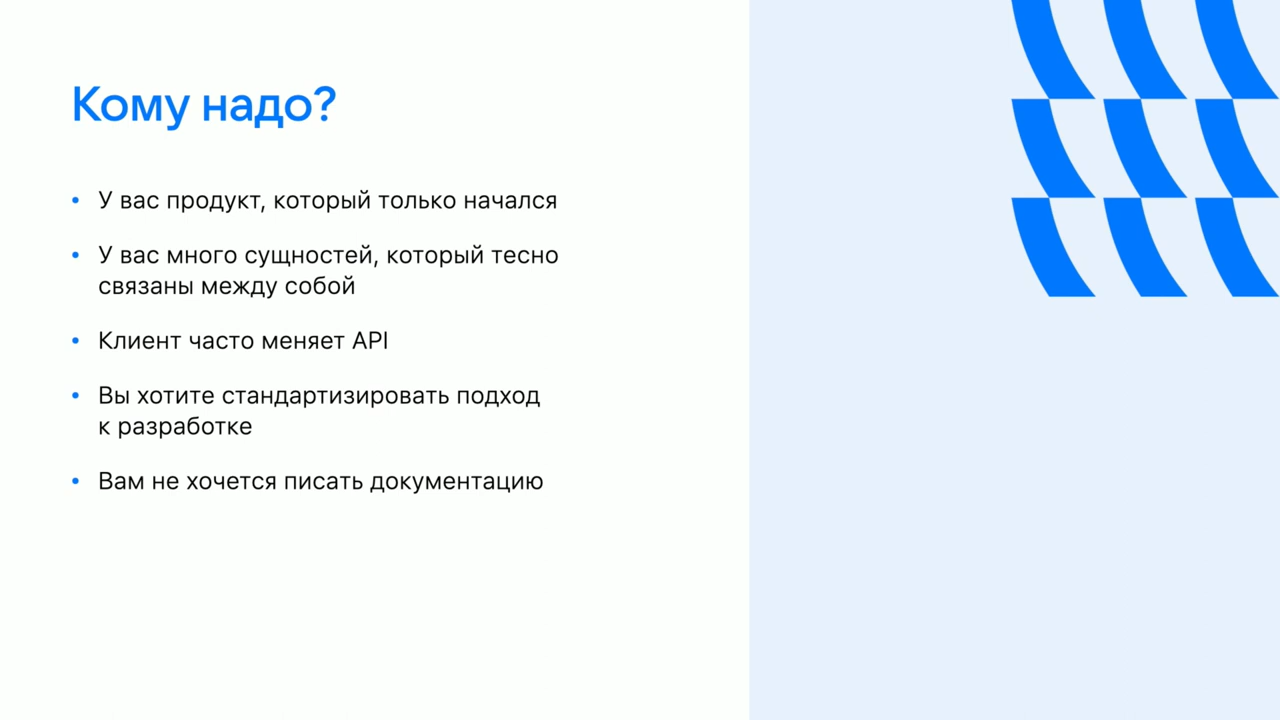 Кому надо?
• У вас продукт, который только начался
• У вас много сущностей, который тесно
связаны между собой
• Клиент часто меняет API
• Вы хотите стандартизировать подход
к разработке
• Вам не хочется писать документацию